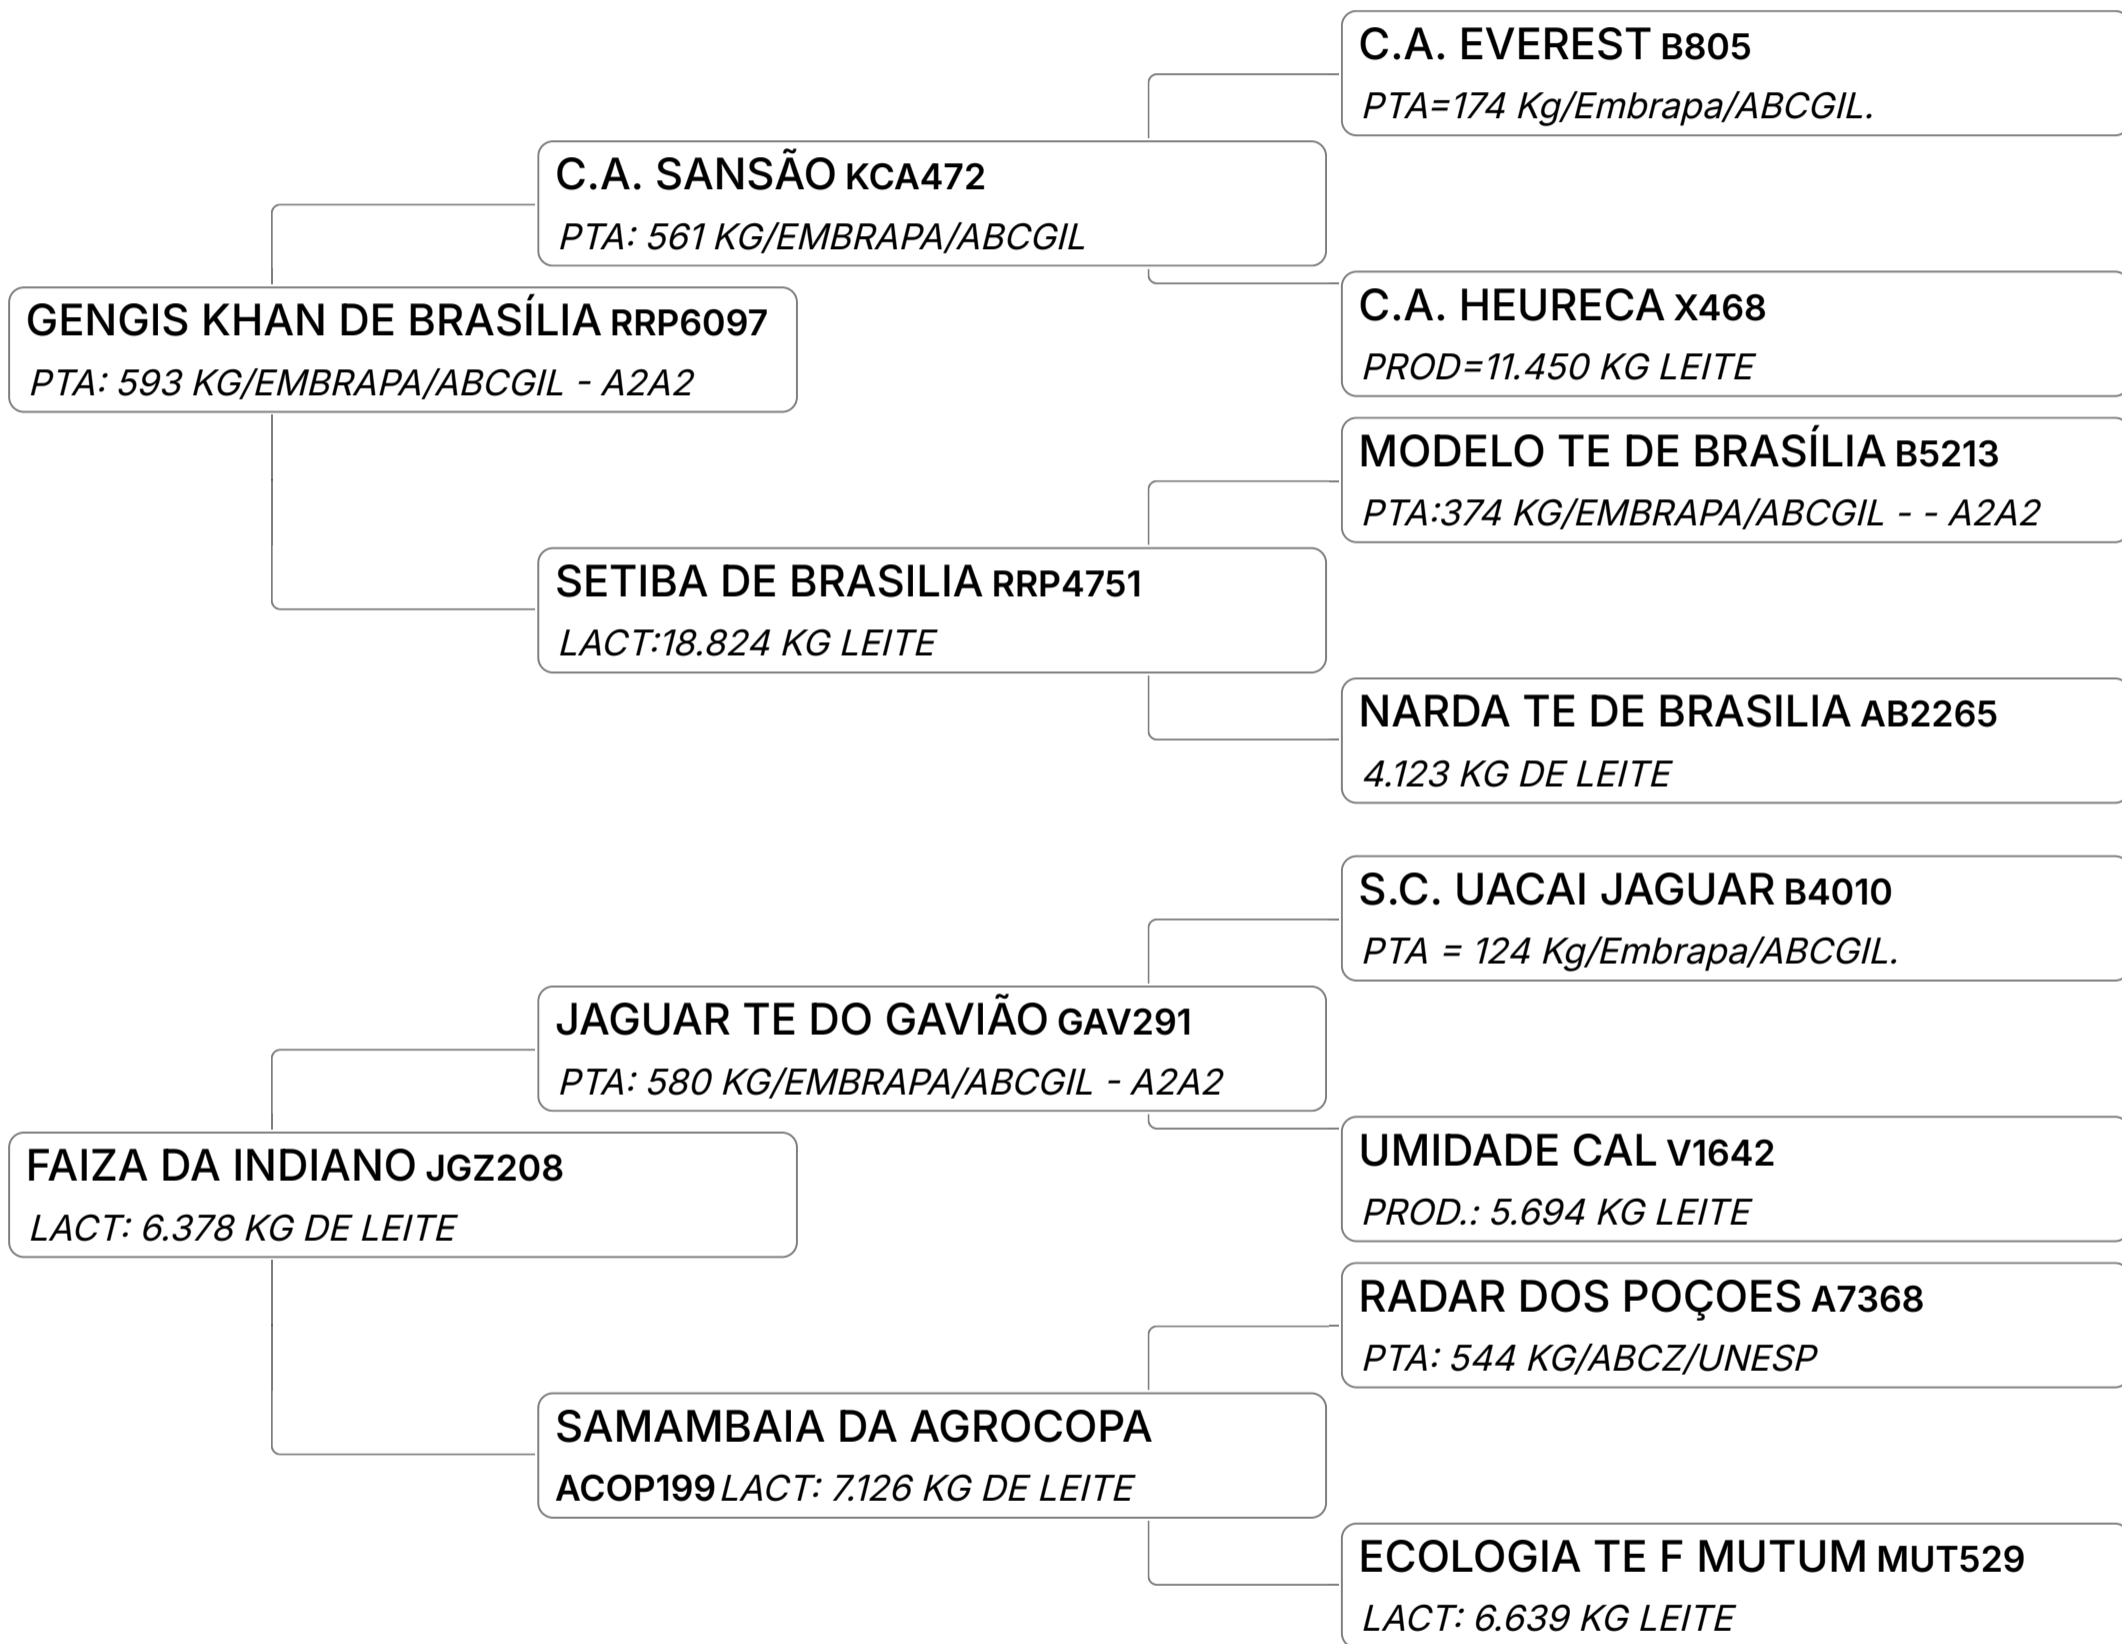 C.A. EVEREST B805
PTA=174 Kg/Embrapa/ABCGIL.
C.A. SANSÃO KCA472
PTA: 561 KG/EMBRAPA/ABCGIL
C.A. HEURECA X468
PROD=11.450 KG LEITE
GENGIS KHAN DE BRASÍLIA RRP6097
PTA: 593 KG/EMBRAPA/ABCGIL - A2A2
MODELO TE DE BRASÍLIA B5213
PTA:374 KG/EMBRAPA/ABCGIL - - A2A2
SETIBA DE BRASILIA RRP4751
LACT:18.824 KG LEITE
NARDA TE DE BRASILIA AB2265
4.123 KG DE LEITE
S.C. UACAI JAGUAR B4010
PTA = 124 Kg/Embrapa/ABCGIL.
JAGUAR TE DO GAVIÃO GAV291
PTA: 580 KG/EMBRAPA/ABCGIL - A2A2
UMIDADE CAL V1642
PROD.: 5.694 KG LEITE
FAIZA DA INDIANO JGZ208
LACT: 6.378 KG DE LEITE
RADAR DOS POÇOES A7368
PTA: 544 KG/ABCZ/UNESP
SAMAMBAIA DA AGROCOPA
ACOP199 LACT: 7.126 KG DE LEITE
ECOLOGIA TE F MUTUM MUT529
LACT: 6.639 KG LEITE